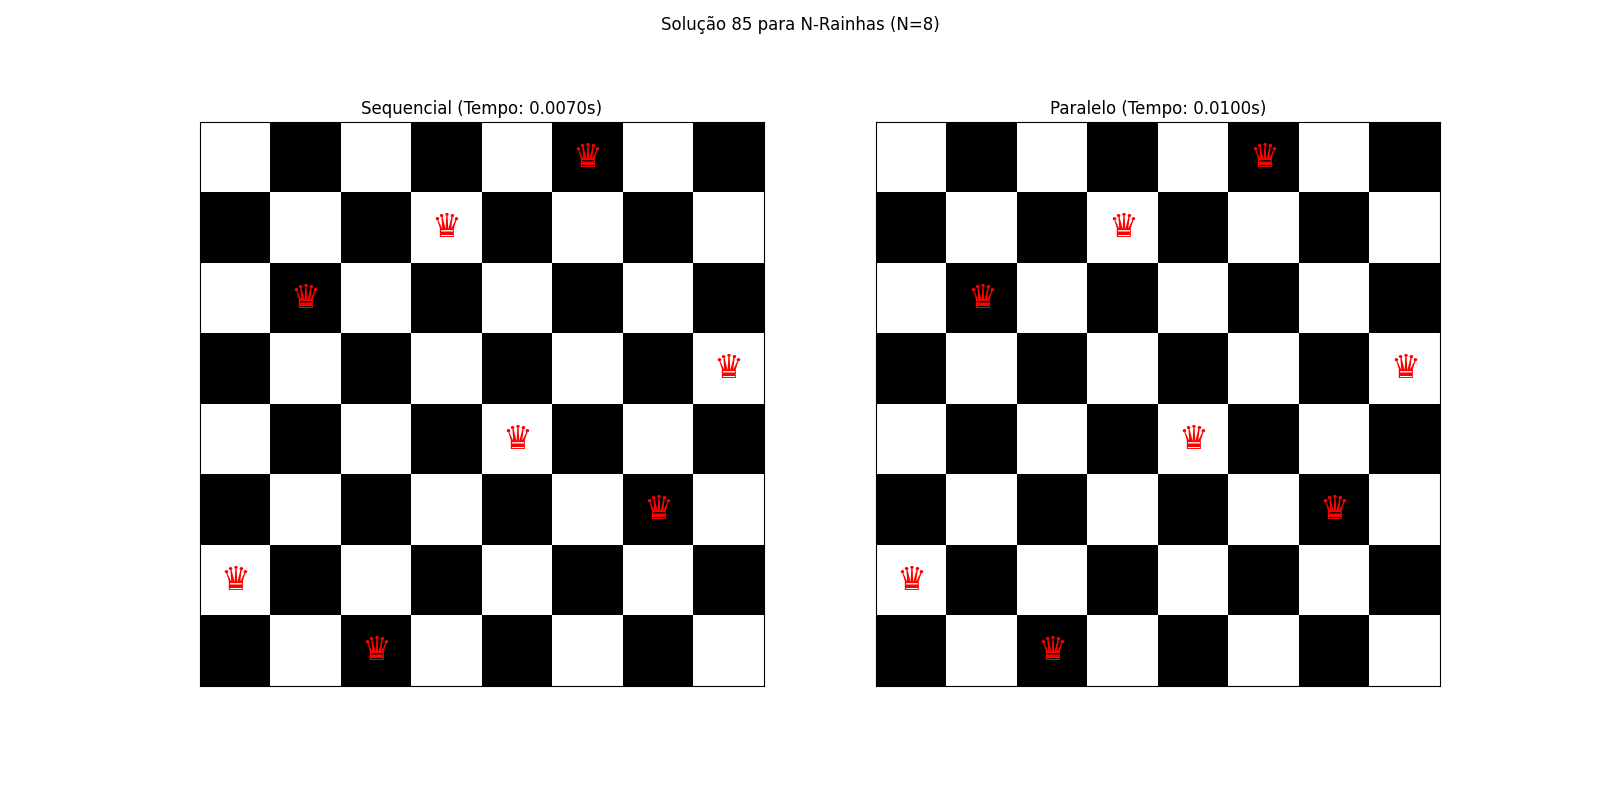 Solução 85 para N-Rainhas (N=8)
Sequencial (Tempo: 0.0070s)
Paralelo (Tempo: 0.0100s)